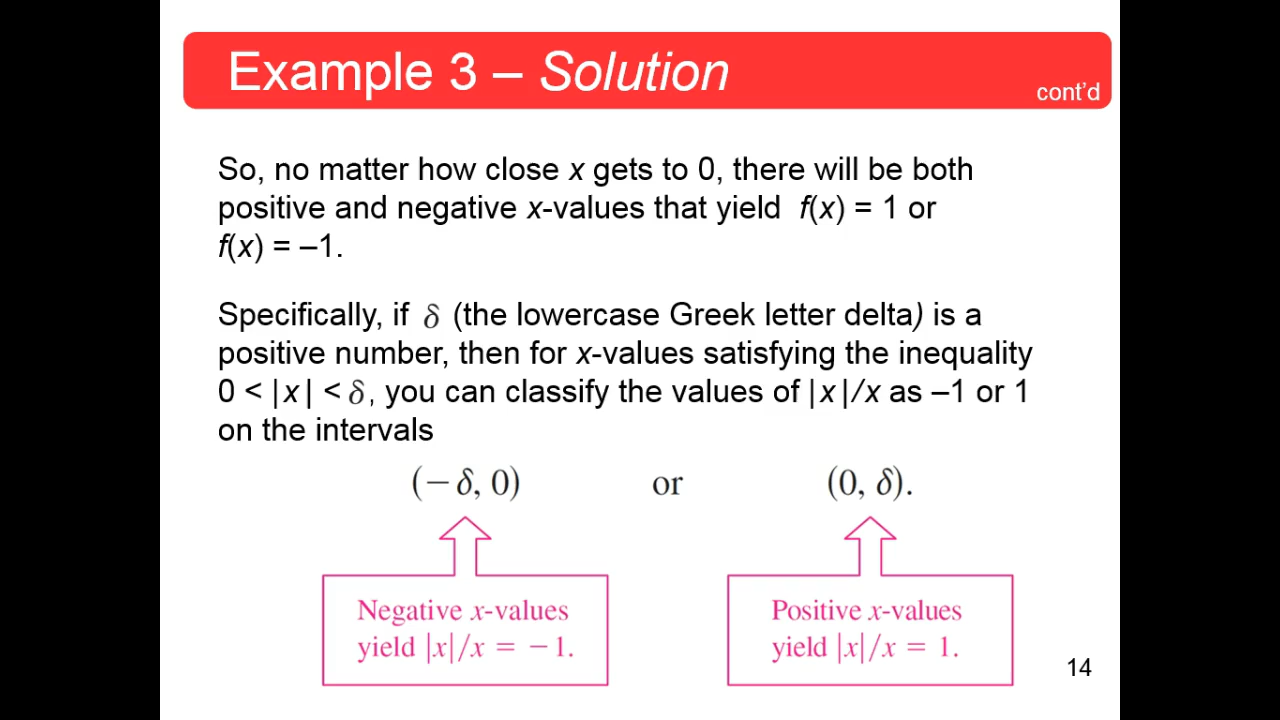 Example 3 – Solution
cont’d
So, no matter how close x gets to 0, there will be both
positive and negative x-values that yield f(x) = 1 or
f(x) = –1.
Specifically, if δ (the lowercase Greek letter delta) is a
positive number, then for x-values satisfying the inequality
0 < |x| < δ, you can classify the values of |x|/x as –1 or 1
on the intervals
(−δ, 0) or (0, δ).
Negative x-values
yield |x|/x = −1.
Positive x-values
yield |x|/x = 1.
14